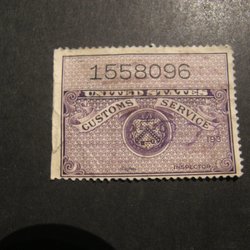 1558096
UNITED STATES
CUSTOMS SERVICE
INSPECTOR